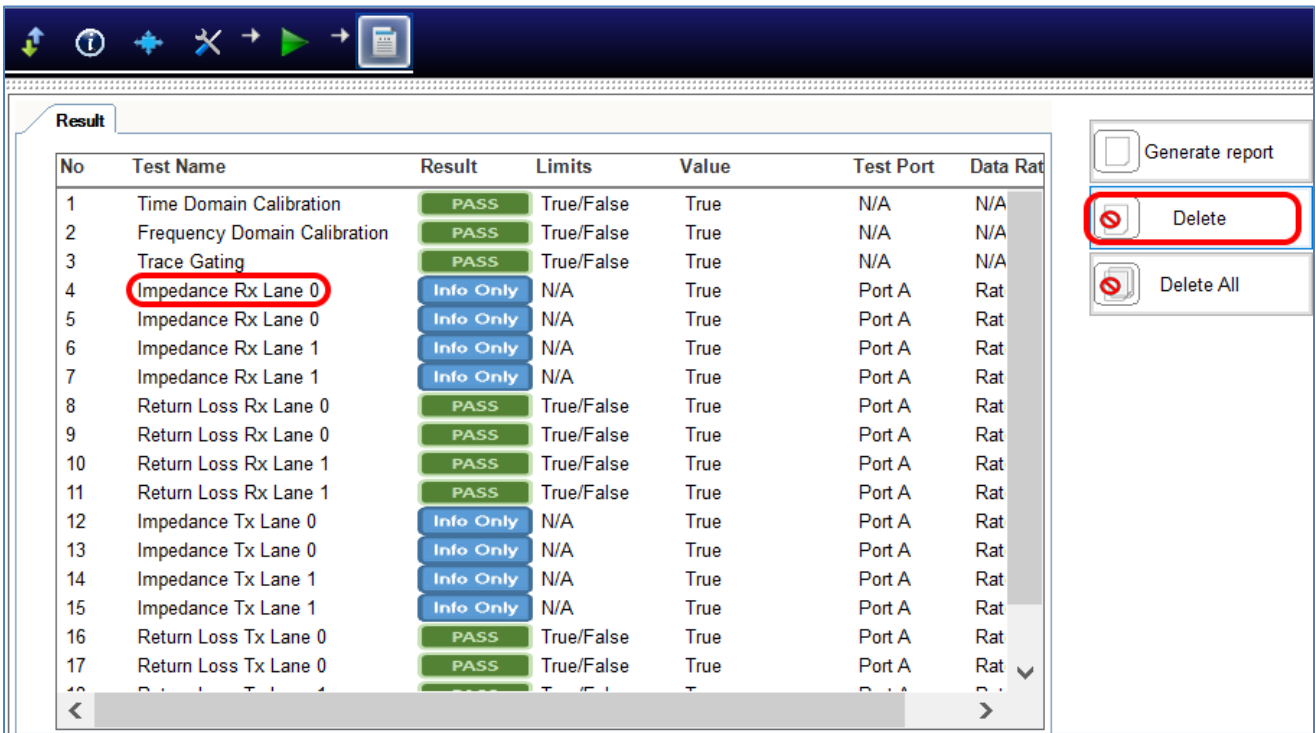 Result
No Test Name Result Limits Value Test Port Data Rat
1 Time Domain Calibration PASS True/False True N/A N/A
2 Frequency Domain Calibration PASS True/False True N/A N/A
3 Trace Gating PASS True/False True N/A N/A
4 Impedance Rx Lane 0 Info Only N/A True Port A Rat
5 Impedance Rx Lane 0 Info Only N/A True Port A Rat
6 Impedance Rx Lane 1 Info Only N/A True Port A Rat
7 Impedance Rx Lane 1 Info Only N/A True Port A Rat
8 Return Loss Rx Lane 0 PASS True/False True Port A Rat
9 Return Loss Rx Lane 0 PASS True/False True Port A Rat
10 Return Loss Rx Lane 1 PASS True/False True Port A Rat
11 Return Loss Rx Lane 1 PASS True/False True Port A Rat
12 Impedance Tx Lane 0 Info Only N/A True Port A Rat
13 Impedance Tx Lane 0 Info Only N/A True Port A Rat
14 Impedance Tx Lane 1 Info Only N/A True Port A Rat
15 Impedance Tx Lane 1 Info Only N/A True Port A Rat
16 Return Loss Tx Lane 0 PASS True/False True Port A Rat
17 Return Loss Tx Lane 0 PASS True/False True Port A Rat
Generate report
Delete
Delete All